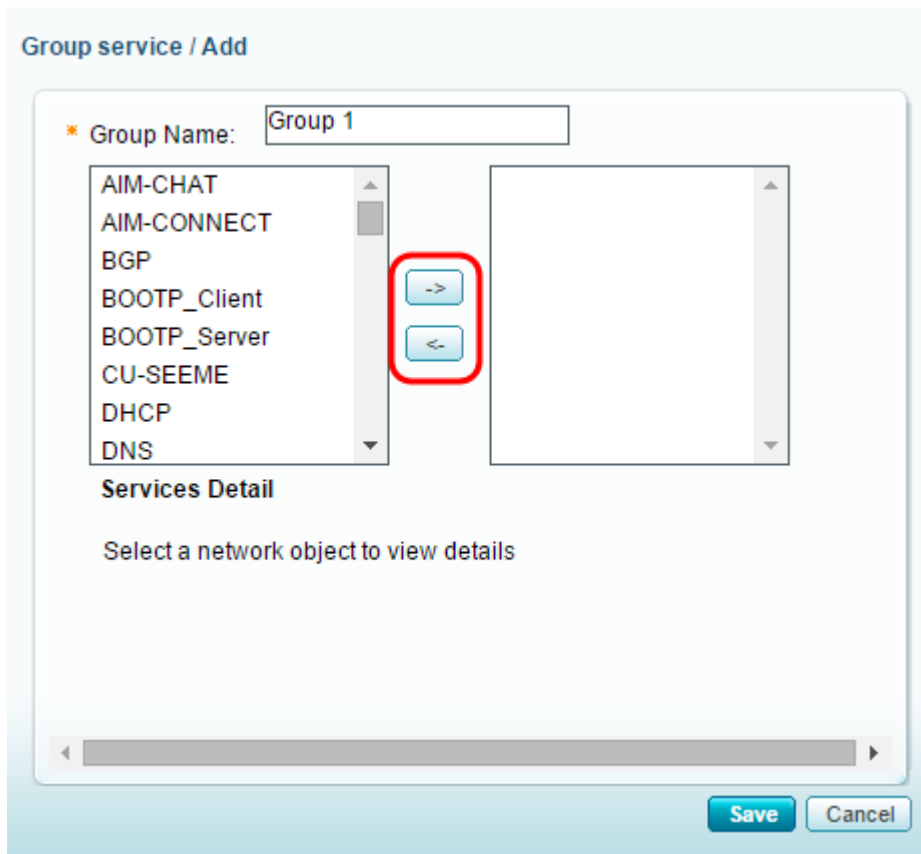 Group service / Add
* Group Name: Group 1
AIM-CHAT
AIM-CONNECT
BGP
BOOTP_Client
BOOTP_Server
CU-SEEME
DHCP
DNS
->
<-
Services Detail
Select a network object to view details
Save Cancel